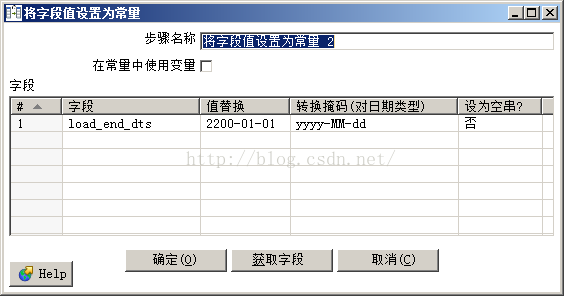 将字段值设置为常量
步骤名称 将字段值设置为常量 2
在常量中使用变量
字段
# 字段 值替换 转换掩码(对日期类型) 设为空串?
1 load_end_dts 2200-01-01 yyyy-MM-dd 否
http://blog.csdn.net/
确定(O) 获取字段 取消(C)
Help